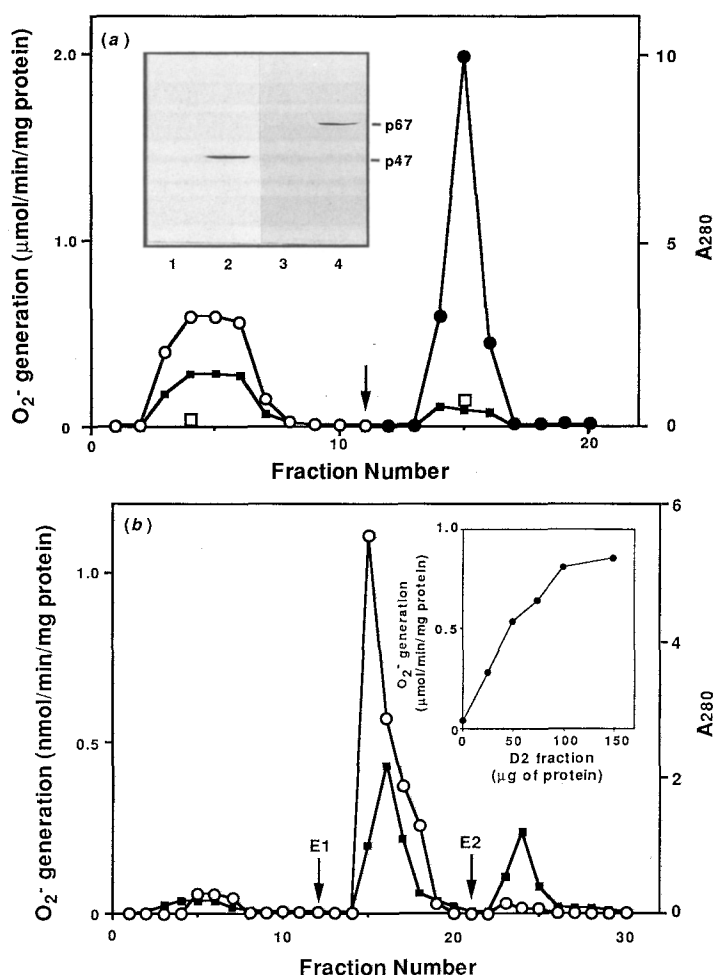 (a)
O2- generation (μmol/min/mg protein)
2.0
1.0
0
p67
p47
1 2 3 4
10
5
0
A280
0 10 20
Fraction Number
(b)
O2- generation (nmol/min/mg protein)
1.0
0.5
0
E1
E2
O2- generation
(μmol/min/mg protein)
1.0
0.5
0
0 50 100 150
D2 fraction
(μg of protein)
6
4
2
0
A280
0 10 20 30
Fraction Number